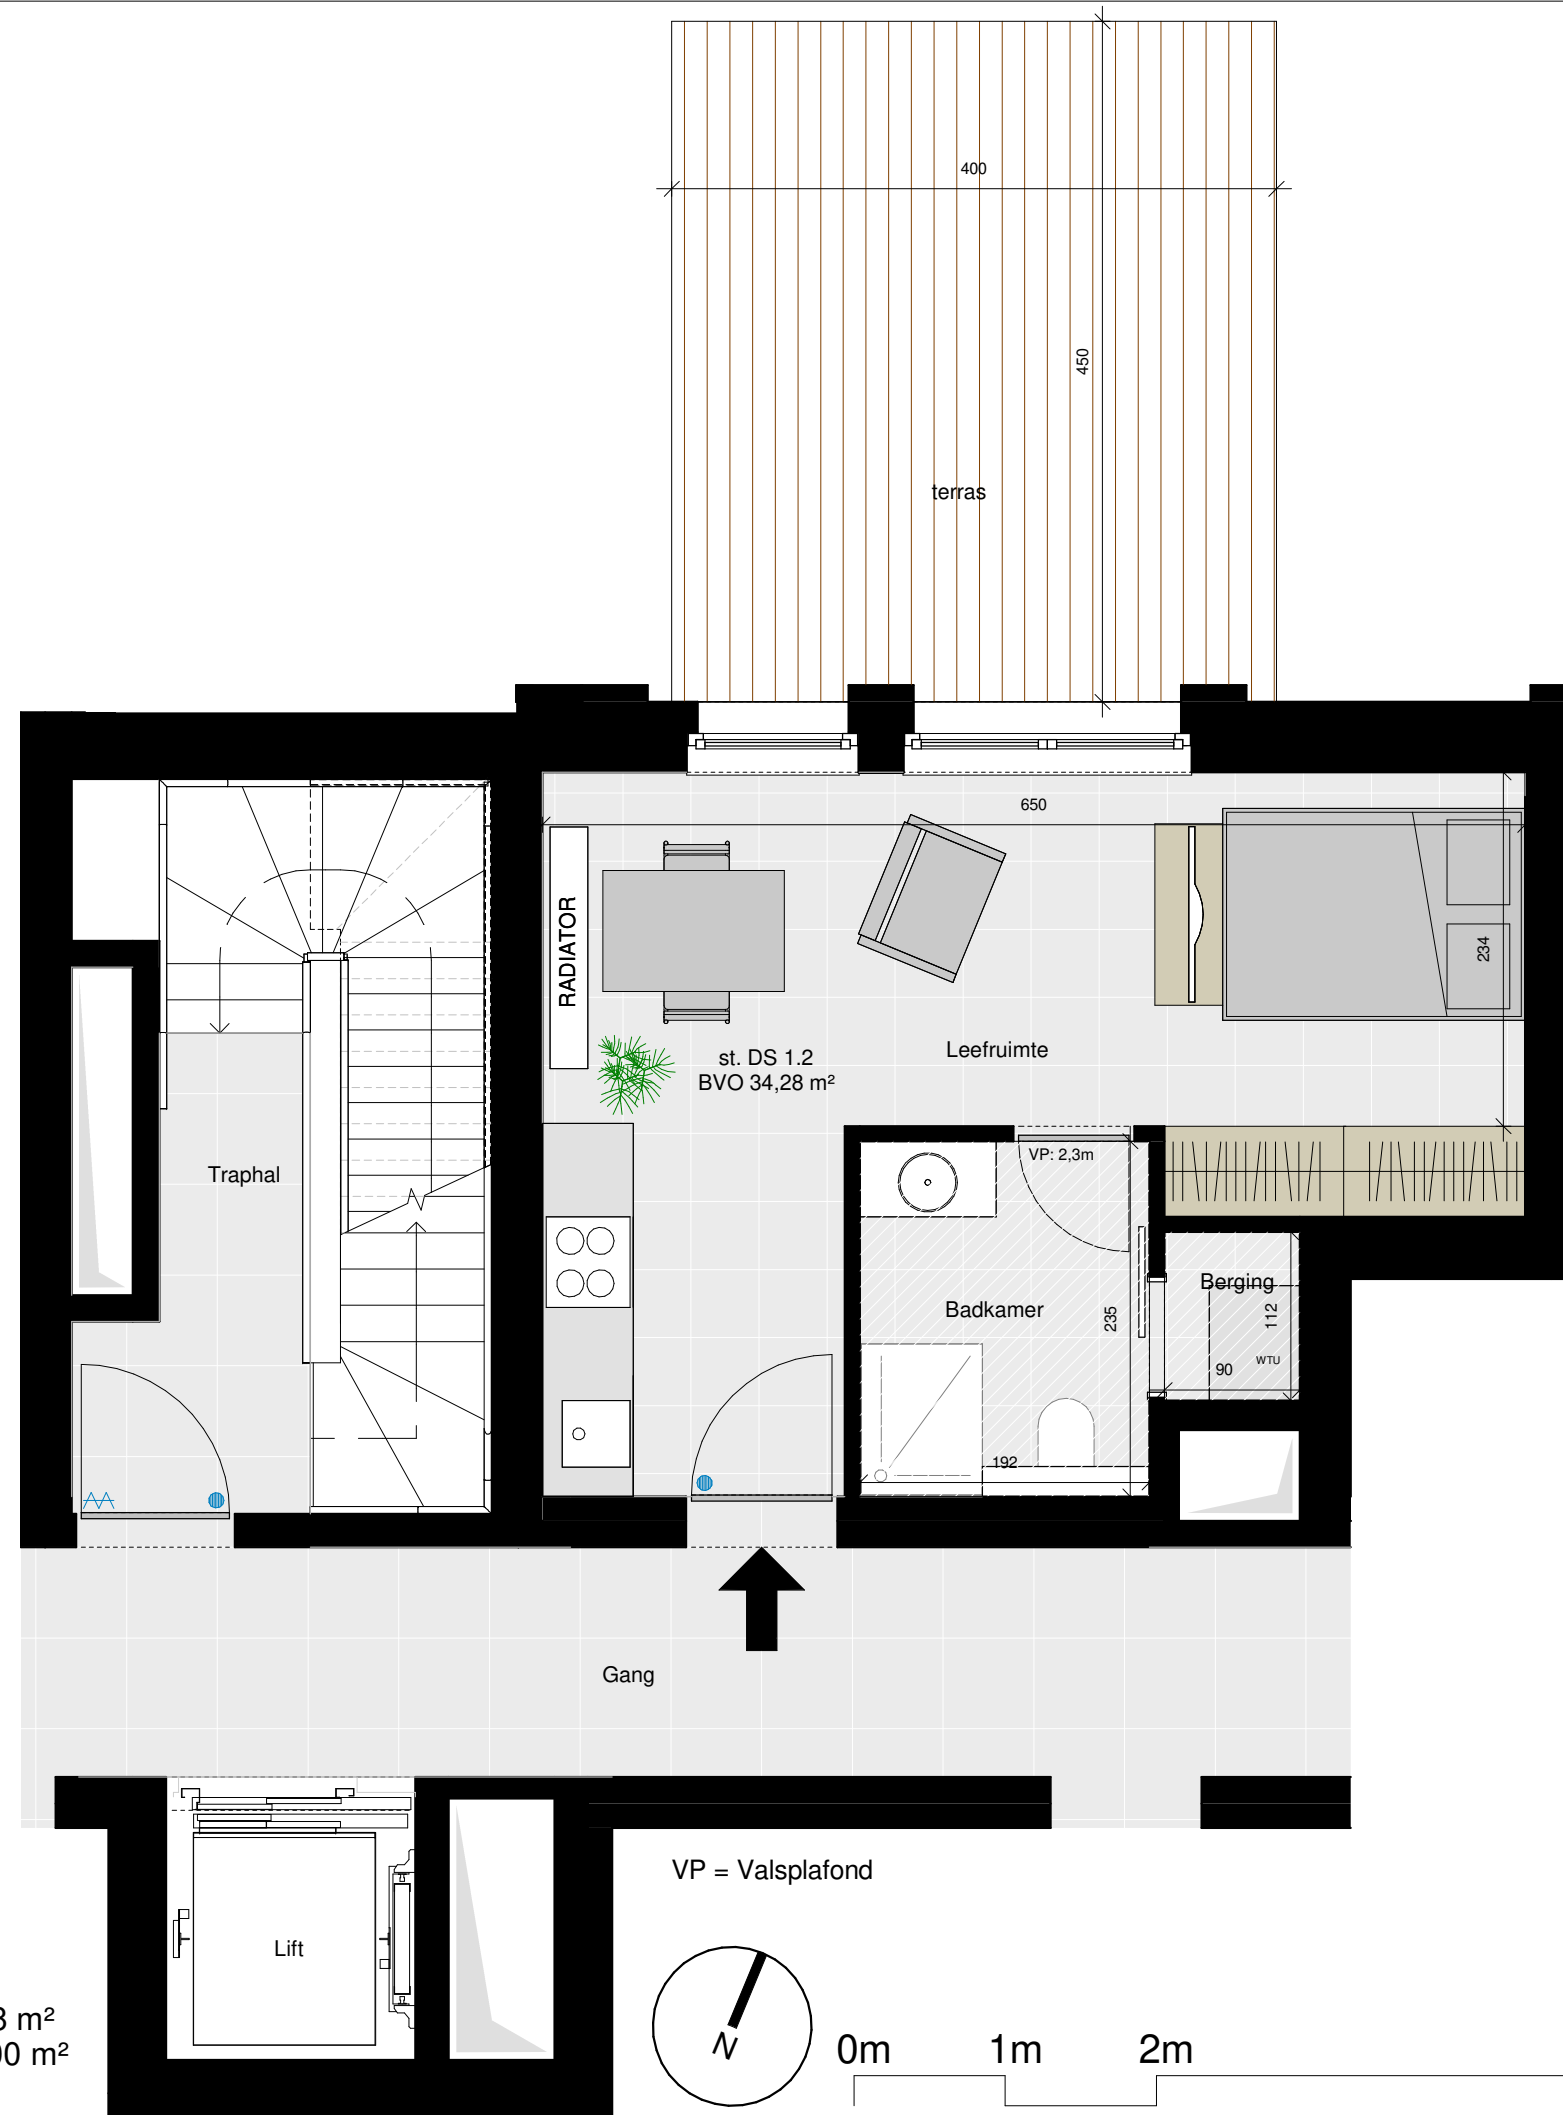 400
450
terras
650
RADIATOR
234
Leefruimte
st. DS 1.2
BVO 34,28 m²
VP: 2,3m
Traphal
Berging
Badkamer
235
112
90
WTU
192
Gang
VP = Valsplafond
Lift
N
m²
m²
0m 1m 2m